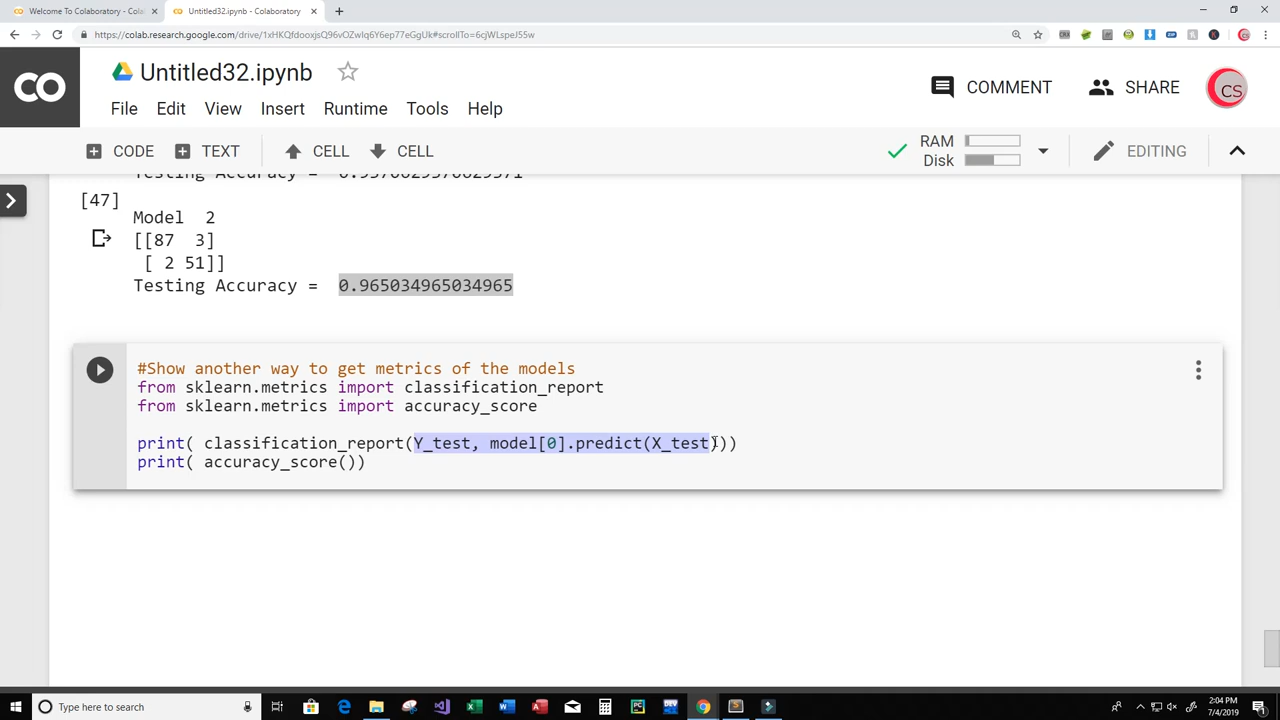 Welcome To Colaboratory - Cola
Untitled32.ipynb - Colaboratory
https://colab.research.google.com/drive/1xHKQfdooxjsQ96vOZwIq6Y6ep77eGgUk#scrollTo=6cjWLspeJ55w
Untitled32.ipynb
COMMENT
SHARE
CS
File Edit View Insert Runtime Tools Help
CODE TEXT CELL CELL
RAM
Disk
EDITING
Testing Accuracy =
[47]
Model 2
[[87 3]
[ 2 51]]
Testing Accuracy = 0.965034965034965
#Show another way to get metrics of the models
from sklearn.metrics import classification_report
from sklearn.metrics import accuracy_score
print( classification_report(Y_test, model[0].predict(X_test)))
print( accuracy_score())
Type here to search
2:04 PM
7/4/2019